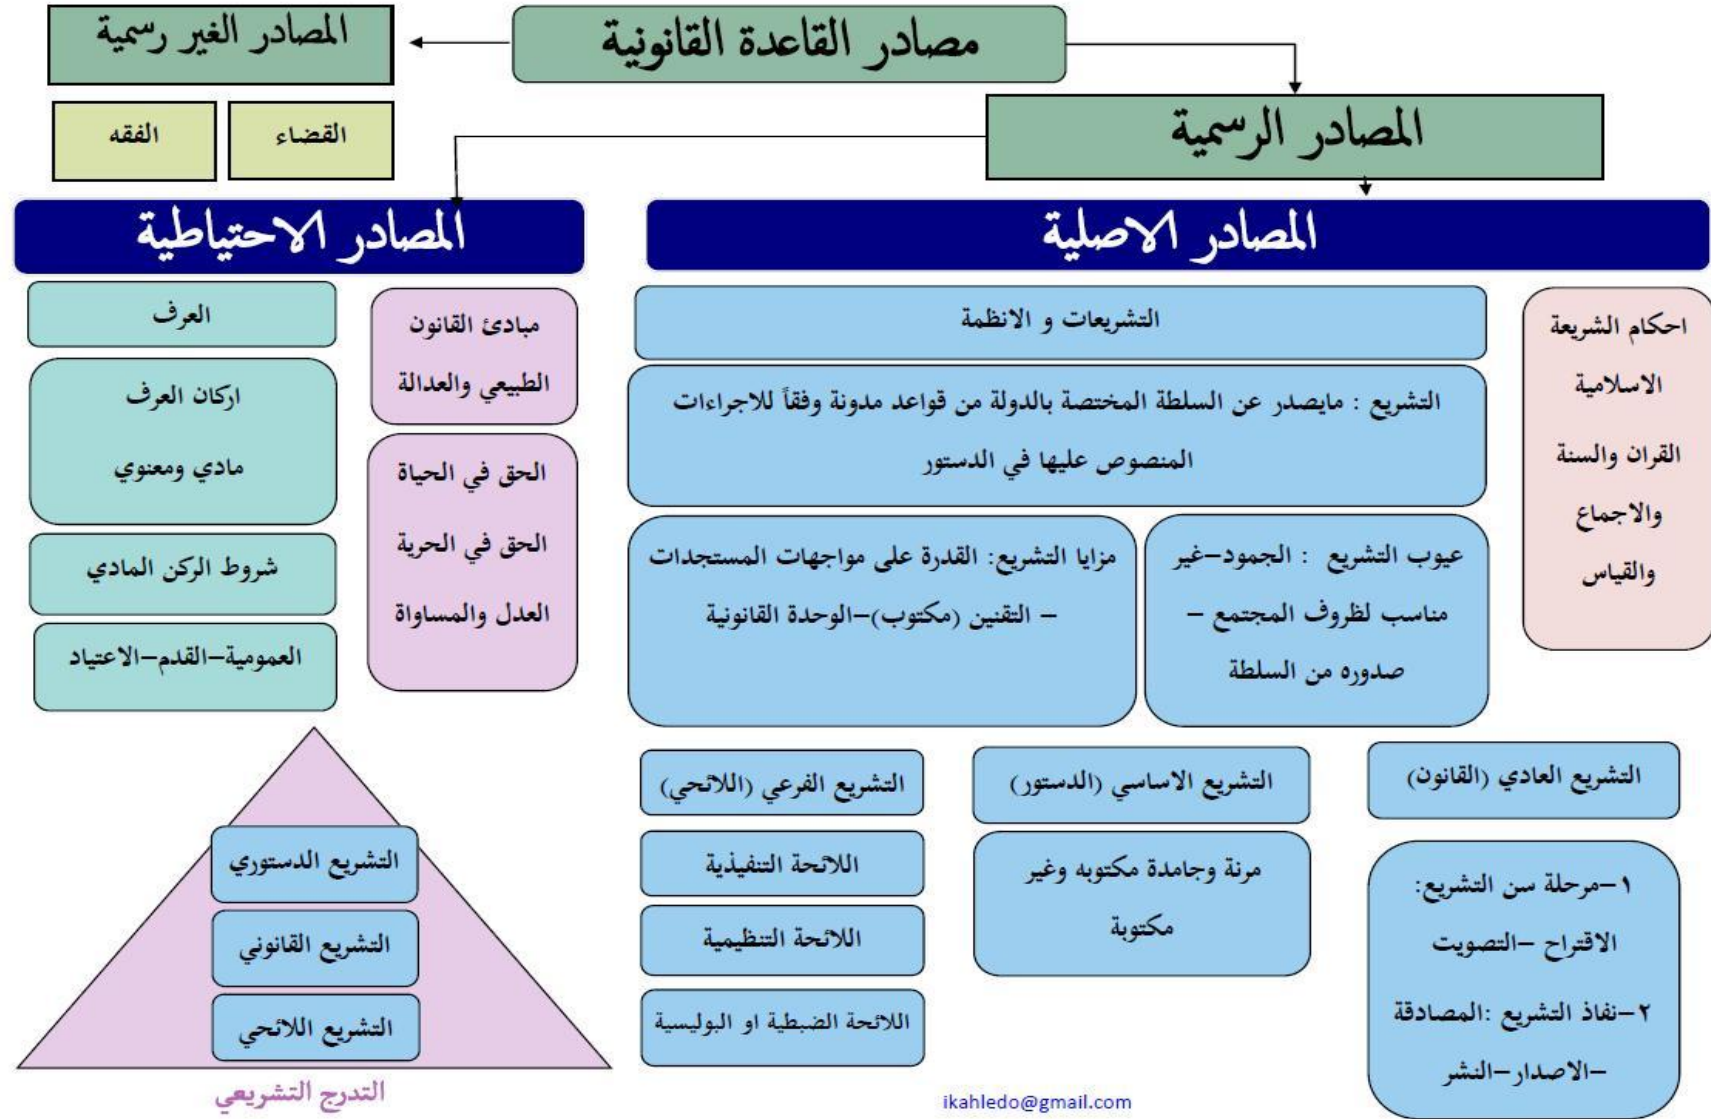 مصادر القاعدة القانونية
المصادر الغير رسمية
القضاء
الفقه
المصادر الرسمية
المصادر الاصلية
احكام الشريعة
الاسلامية
القران والسنة
والاجماع
والقياس
التشريعات و الانظمة
التشريع : مايصدر عن السلطة المختصة بالدولة من قواعد مدونة وفقاً للاجراءات
المنصوص عليها في الدستور
عيوب التشريع : الجمود–غير
مناسب لظروف المجتمع –
صدوره من السلطة
مزايا التشريع: القدرة على مواجهات المستجدات
– التقنين (مكتوب)–الوحدة القانونية
التشريع العادي (القانون)
١–مرحلة سن التشريع:
الاقتراح –التصويت
٢–نفاذ التشريع :المصادقة
–الاصدار–النشر
التشريع الاساسي (الدستور)
مرنة وجامدة مكتوبه وغير
مكتوبة
التشريع الفرعي (اللائحي)
اللائحة التنفيذية
اللائحة التنظيمية
اللائحة الضبطية او البوليسية
المصادر الاحتياطية
مبادئ القانون
الطبيعي والعدالة
الحق في الحياة
الحق في الحرية
العدل والمساواة
العرف
اركان العرف
مادي ومعنوي
شروط الركن المادي
العمومية–القدم–الاعتياد
التشريع الدستوري
التشريع القانوني
التشريع اللائحي
التدرج التشريعي
ikahledo@gmail.com